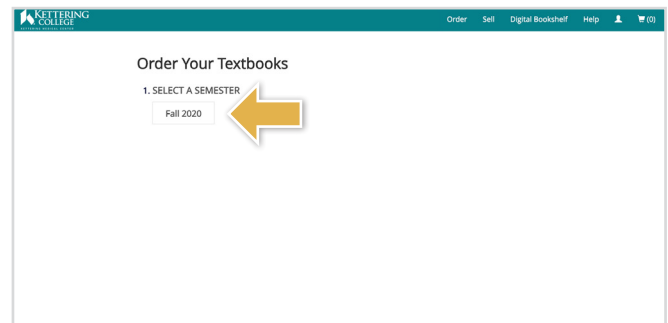 KETTERING
COLLEGE
Order Sell Digital Bookshelf Help (0)
Order Your Textbooks
1. SELECT A SEMESTER
Fall 2020